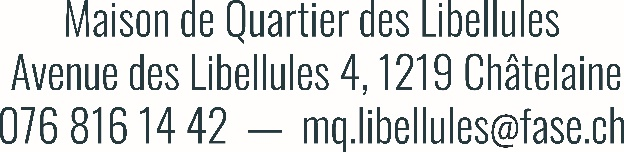 Maison de Quartier des Libellules
Avenue des Libellules 4, 1219 Châtelaine
076 816 14 42 — mq.libellules@fase.ch